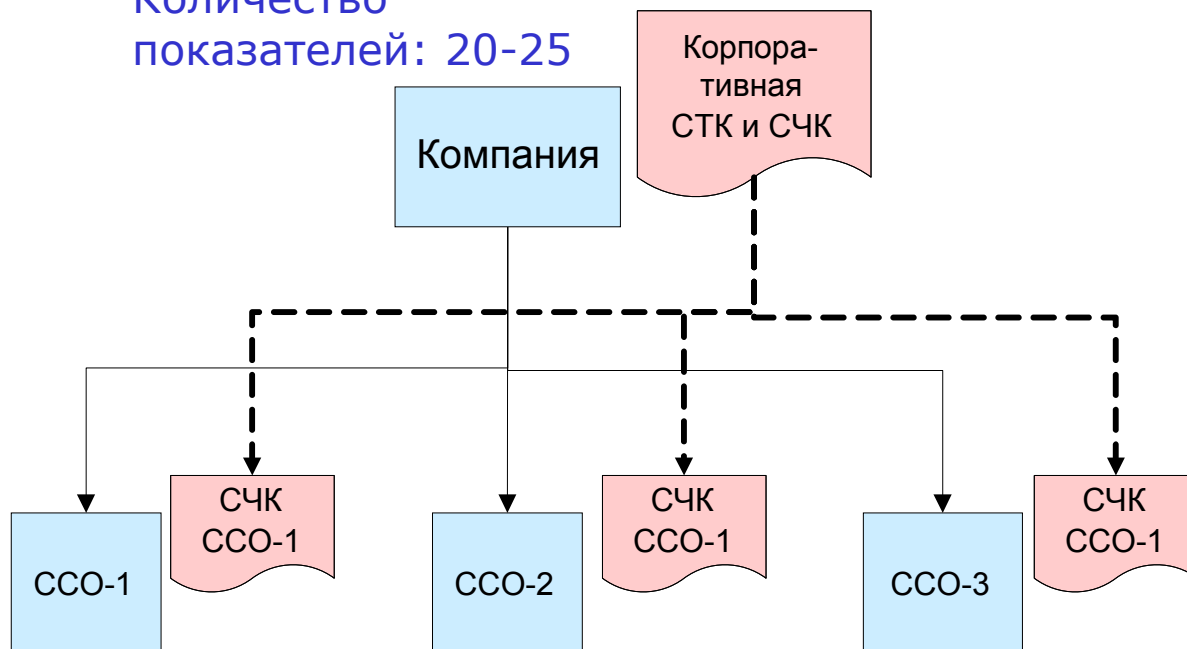 Количество
показателей: 20-25
Корпора-
тивная
СТК и СЧК
Компания
СЧК
ССО-1
СЧК
ССО-1
СЧК
ССО-1
ССО-1
ССО-2
ССО-3